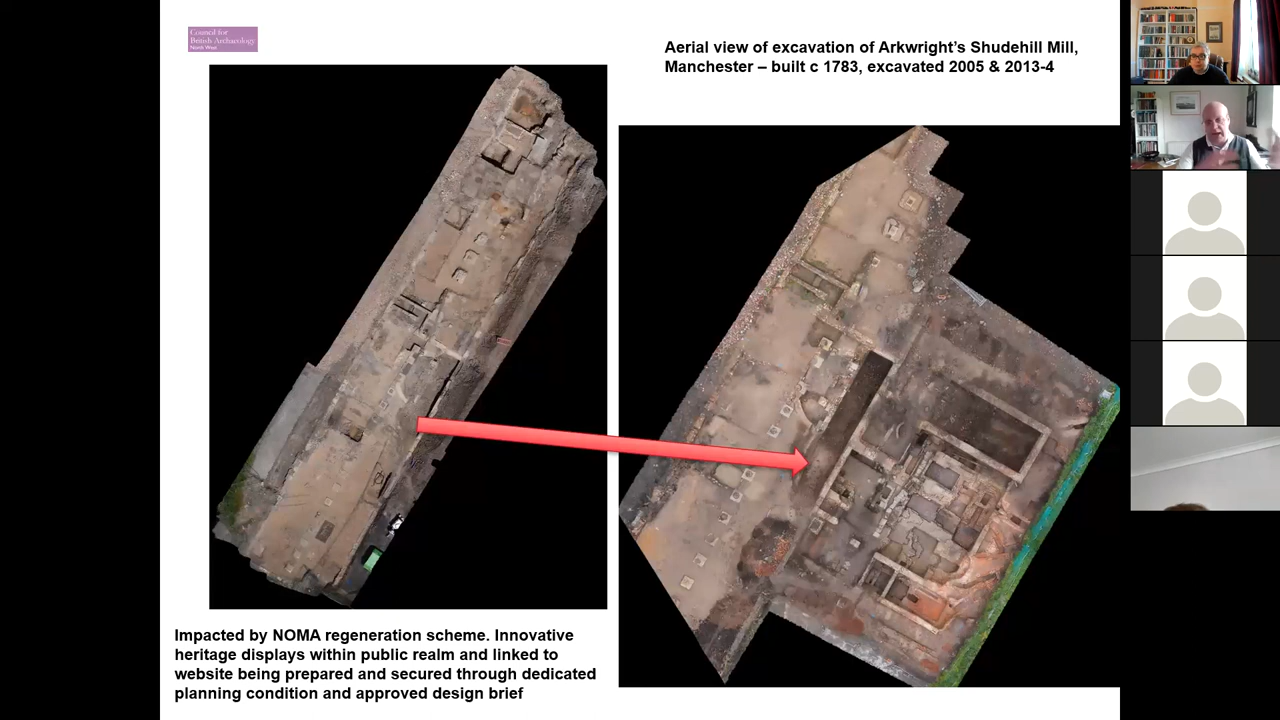 Council for
British Archaeology
North West
Aerial view of excavation of Arkwright’s Shudehill Mill,
Manchester – built c 1783, excavated 2005 & 2013-4
Impacted by NOMA regeneration scheme. Innovative
heritage displays within public realm and linked to
website being prepared and secured through dedicated
planning condition and approved design brief